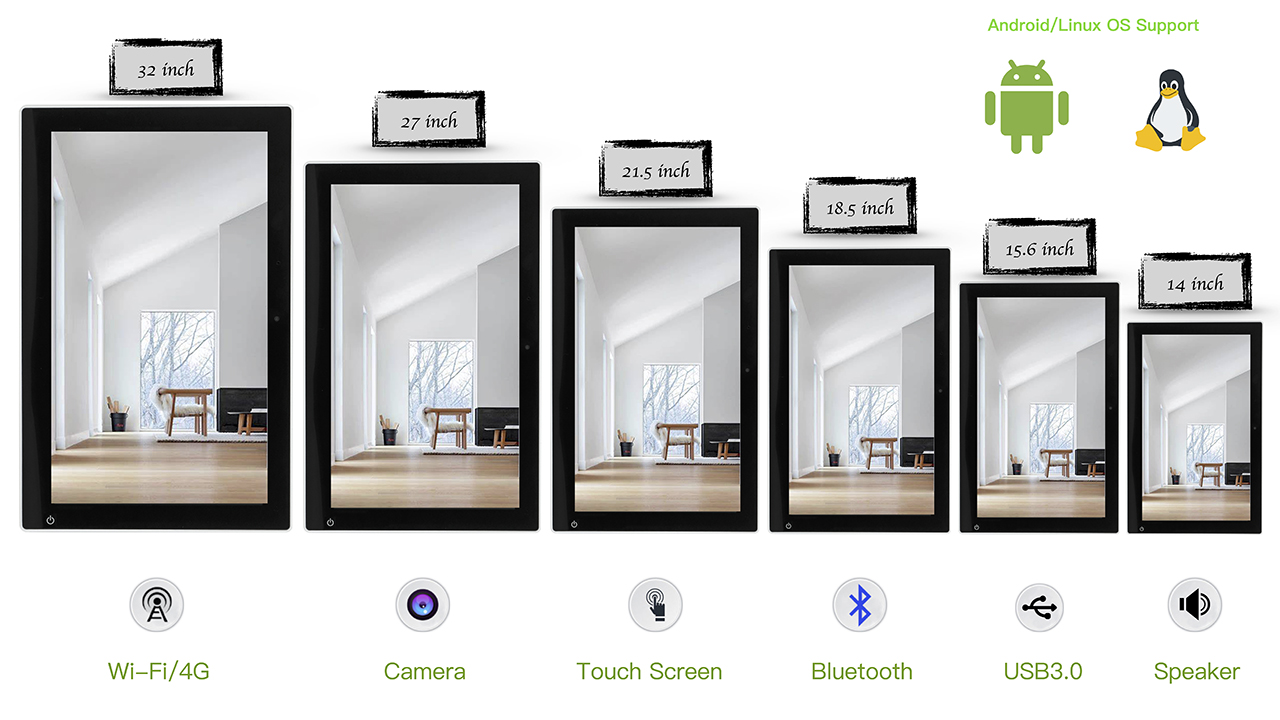 Android/Linux OS Support
32 inch
27 inch
21.5 inch
18.5 inch
15.6 inch
14 inch
Wi-Fi/4G
Camera
Touch Screen
Bluetooth
USB3.0
Speaker